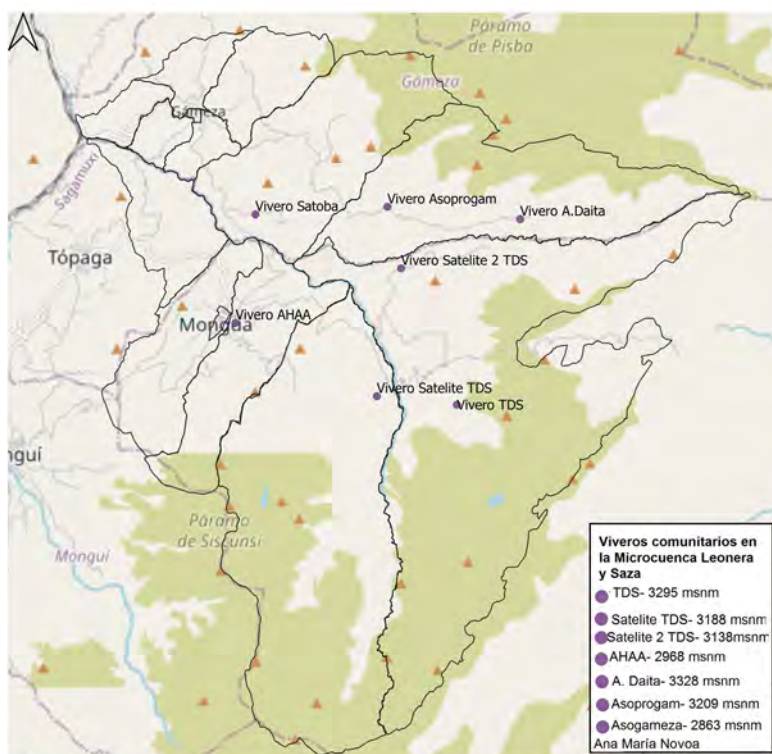 Páramo
de Pisba
Gámeza
Gámeza
Sagamuxi
Vivero Satoba
Vivero Asoprogam
Vivero A.Daita
Tópaga
Vivero Satelite 2 TDS
Mongua
Vivero AHAA
Vivero Satelite TDS
Vivero TDS
nguí
Páramo
de Siscunsí
Monguí
Viveros comunitarios en
la Microcuenca Leonera
y Saza
TDS- 3295 msnm
Satelite TDS- 3188 msnm
Satelite 2 TDS- 3138msnm
AHAA- 2968 msnm
A. Daita- 3328 msnm
Asoprogam- 3209 msnm
Asogameza- 2863 msnm
Ana María Novoa